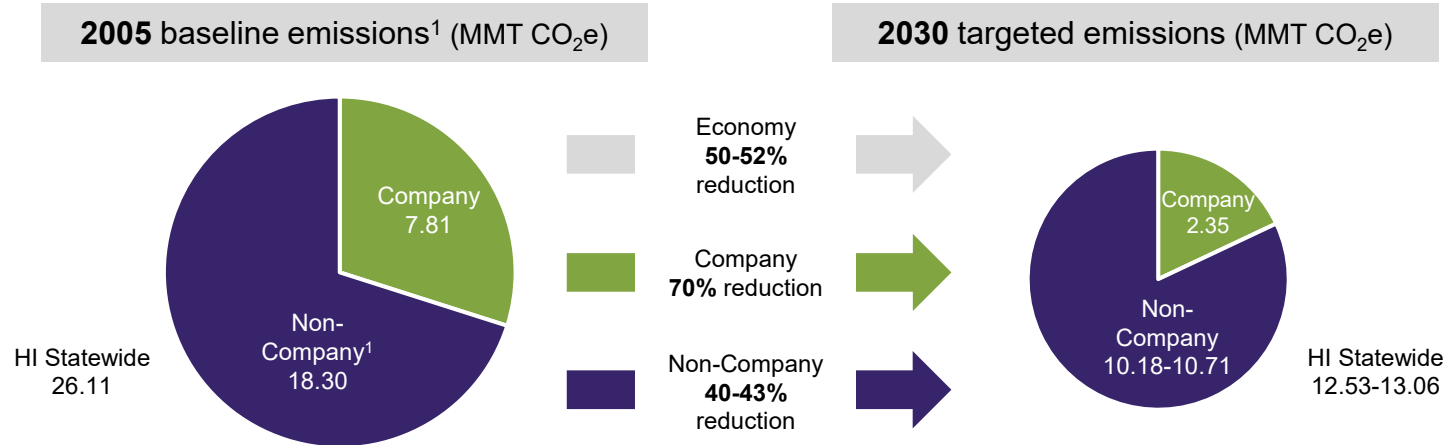 2005 baseline emissions¹ (MMT CO₂e)
2030 targeted emissions (MMT CO₂e)
Company
7.81
Non-
Company¹
18.30
HI Statewide
26.11
Economy
50-52%
reduction
Company
70% reduction
Non-Company
40-43%
reduction
Company
2.35
Non-
Company
10.18-10.71
HI Statewide
12.53-13.06